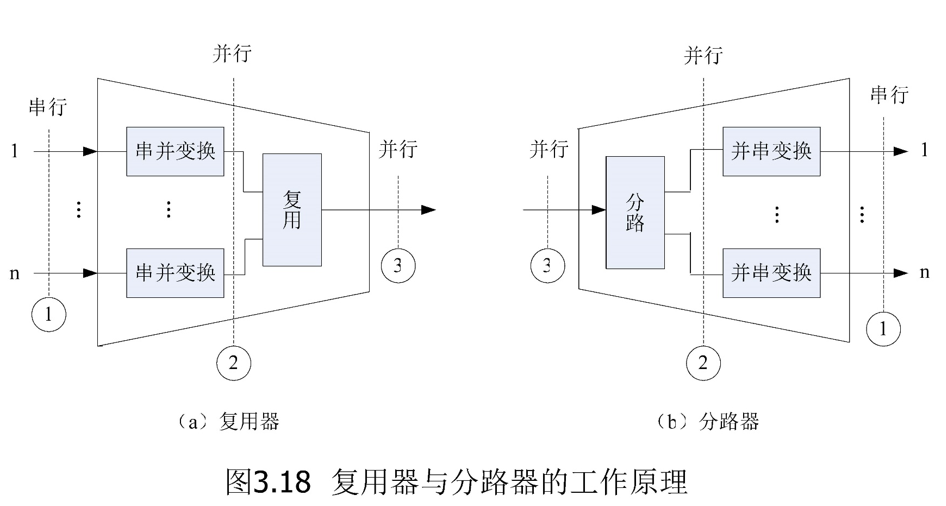 并行
并行
串行
串行
1
串并变换
并行
并行
并串变换
1
⋮
⋮
复用
分路
⋮
⋮
n
串并变换
3
3
并串变换
n
1
1
2
2
（a）复用器
（b）分路器
图3.18 复用器与分路器的工作原理